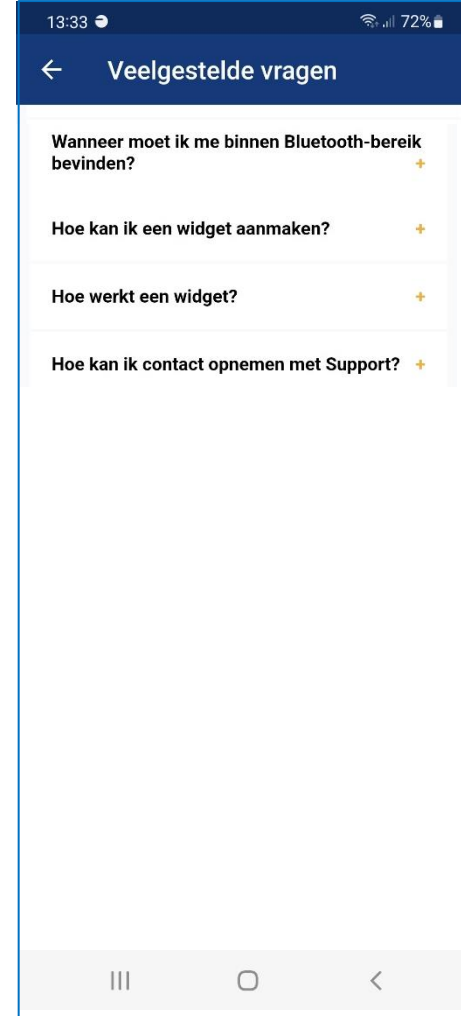 13:33 72%
Veelgestelde vragen
Wanneer moet ik me binnen Bluetooth-bereik
bevinden? +
Hoe kan ik een widget aanmaken? +
Hoe werkt een widget? +
Hoe kan ik contact opnemen met Support? +